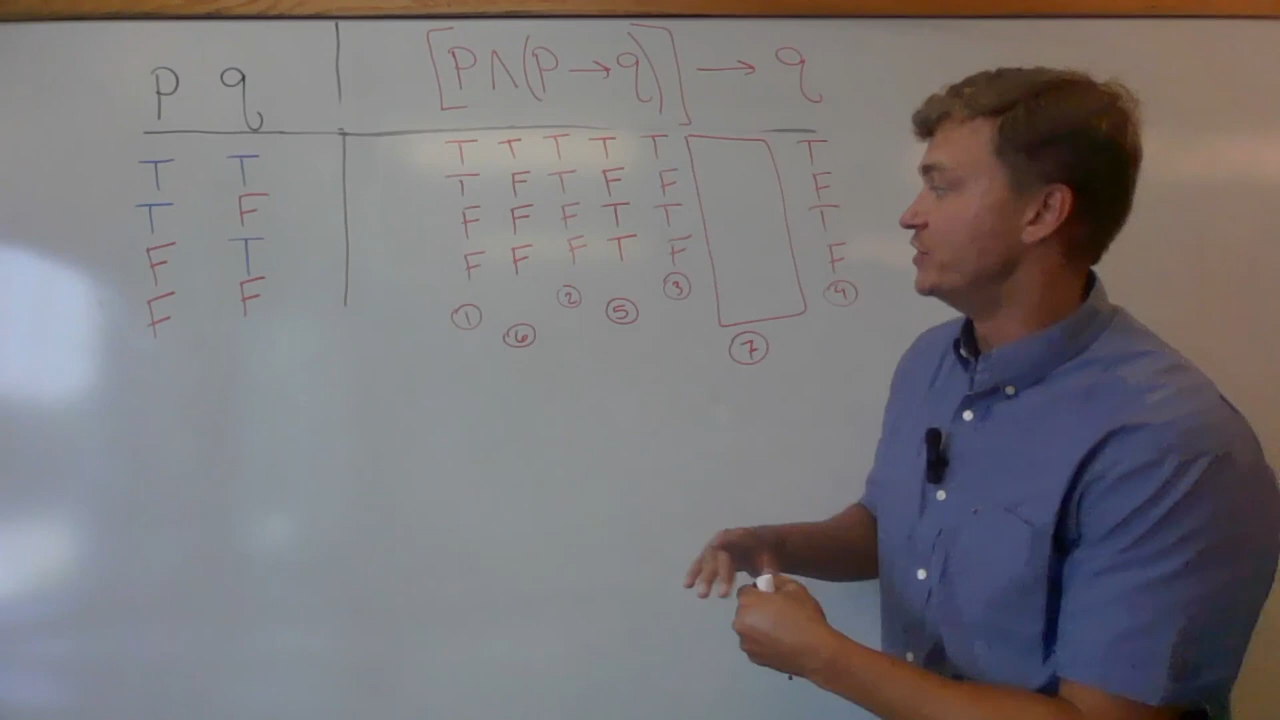 p q [P∧(P→q)]→q
T T T T T T T T
T F T F T F F F
F T F F F T T T
F F F F F T F F
① ⑥ ② ⑤ ③ ⑦ ④